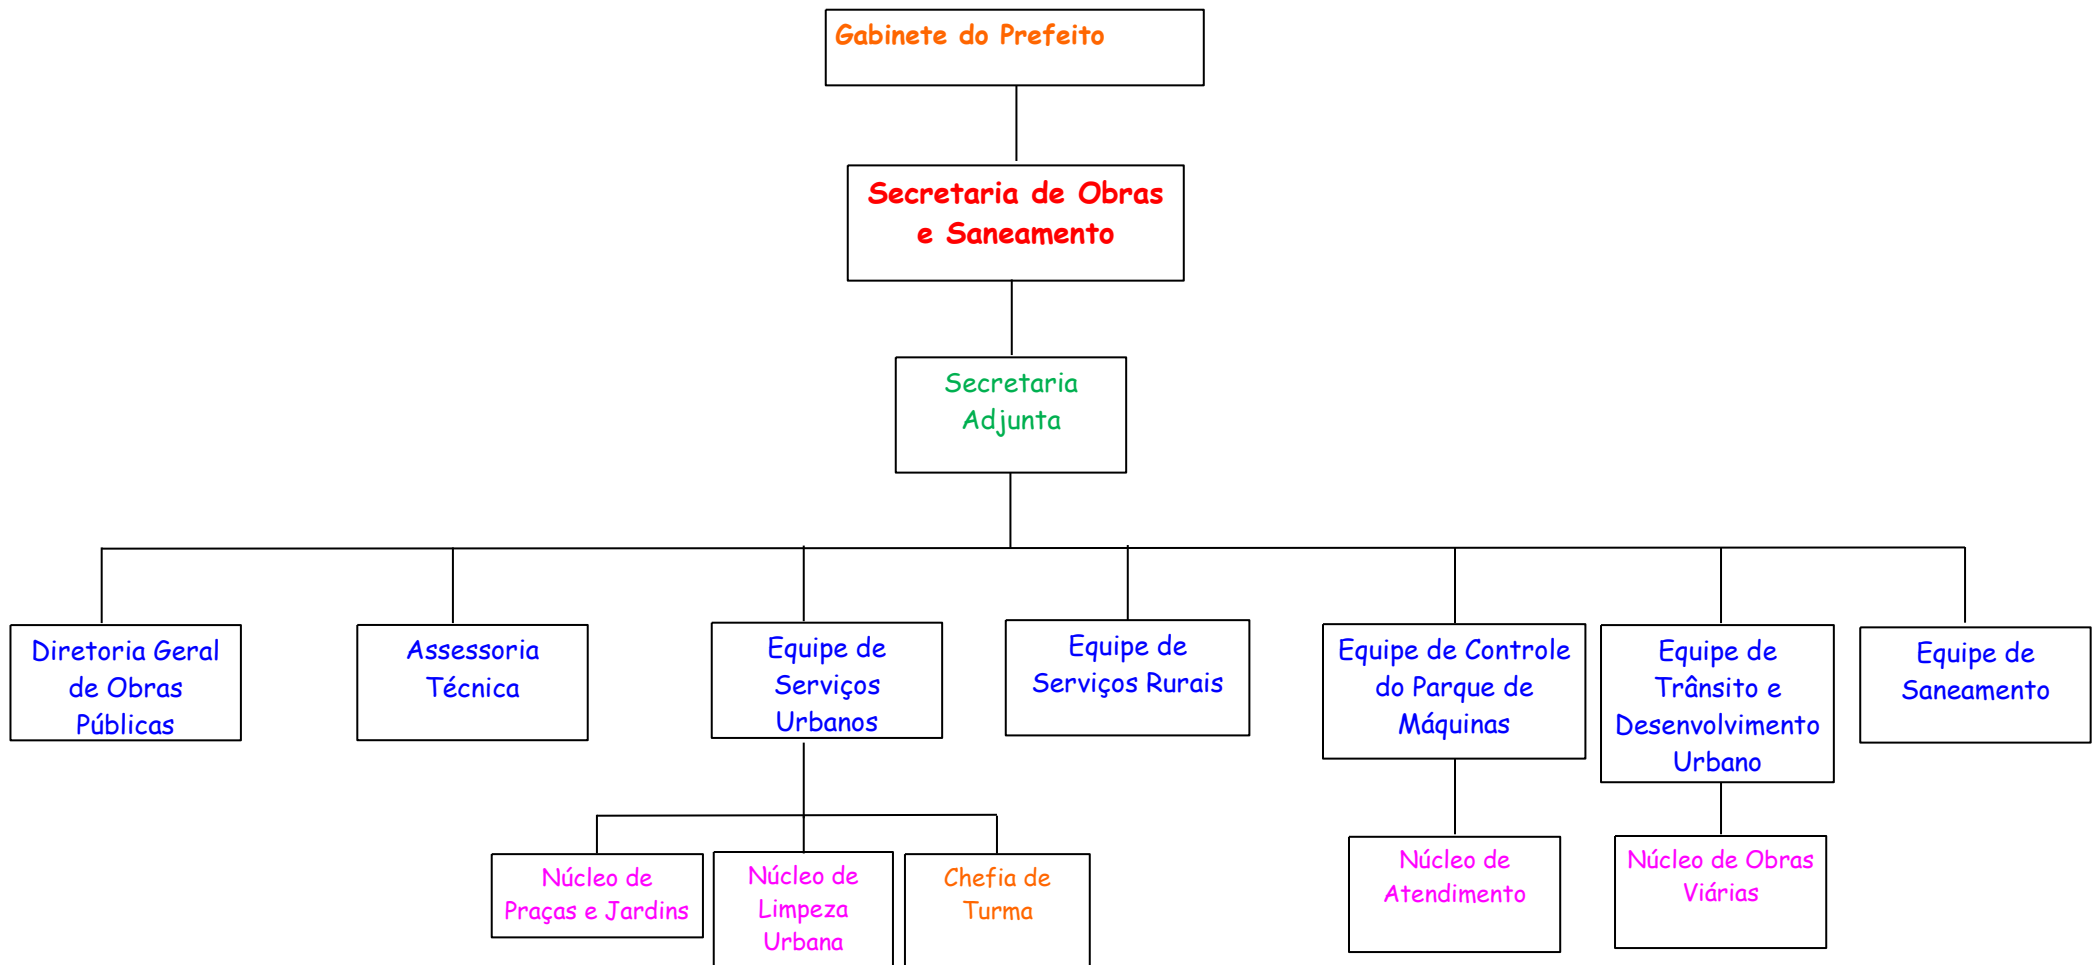 Gabinete do Prefeito
Secretaria de Obras
e Saneamento
Secretaria
Adjunta
Diretoria Geral
de Obras
Públicas
Assessoria
Técnica
Equipe de
Serviços
Urbanos
Equipe de
Serviços Rurais
Equipe de Controle
do Parque de
Máquinas
Equipe de
Trânsito e
Desenvolvimento
Urbano
Equipe de
Saneamento
Núcleo de
Praças e Jardins
Núcleo de
Limpeza
Urbana
Chefia de
Turma
Núcleo de
Atendimento
Núcleo de Obras
Viárias